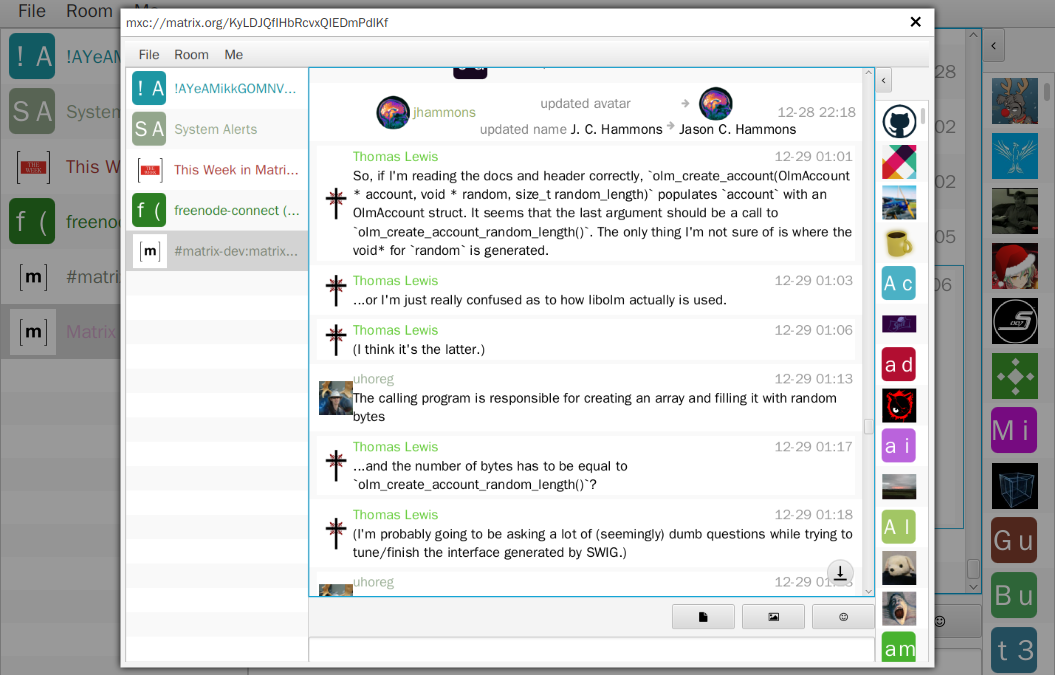 File Room Me
mxc://matrix.org/KyLDJQflHbRcvxQIEDmPdlKf
File Room Me
! A !AYeAMikkGOMNV...
S A System Alerts
THE WEEK This Week in Matri...
f ( freenode-connect (...
[m] #matrix-dev:matrix...
jhammons updated avatar → 12-28 22:18
updated name J. C. Hammons → Jason C. Hammons
Thomas Lewis 12-29 01:01
So, if I'm reading the docs and header correctly, `olm_create_account(OlmAccount
* account, void * random, size_t random_length)` populates `account` with an
OlmAccount struct. It seems that the last argument should be a call to
`olm_create_account_random_length()`. The only thing I'm not sure of is where the
void* for `random` is generated.
Thomas Lewis 12-29 01:03
...or I'm just really confused as to how libolm actually is used.
Thomas Lewis 12-29 01:06
(I think it's the latter.)
uhoreg 12-29 01:13
The calling program is responsible for creating an array and filling it with random
bytes
Thomas Lewis 12-29 01:17
...and the number of bytes has to be equal to
`olm_create_account_random_length()`?
Thomas Lewis 12-29 01:18
(I'm probably going to be asking a lot of (seemingly) dumb questions while trying to
tune/finish the interface generated by SWIG.)
uhoreg 12-29
A c
a d
a i
A l
am
! A !AYeAM
S A System
THE WEEK This W
f ( freeno
[m] #matri
[m] Matrix
28
02
02
05
06
M i
G u
B u
t 3